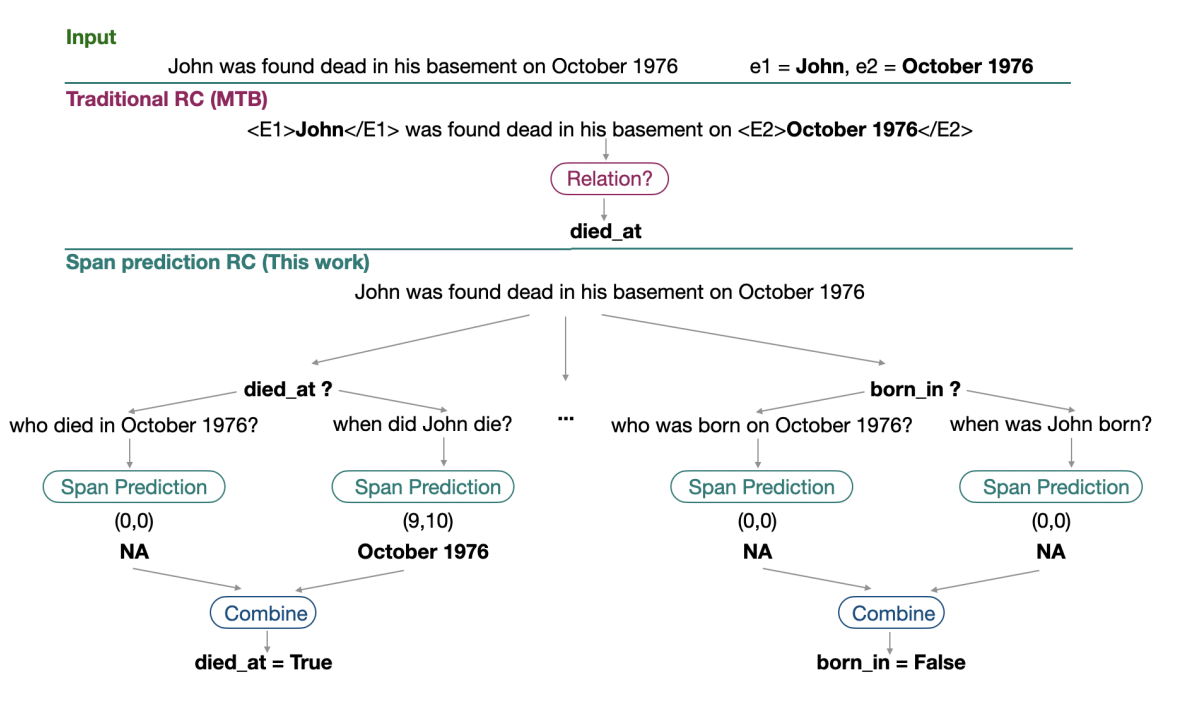 Input
John was found dead in his basement on October 1976 e1 = John, e2 = October 1976
Traditional RC (MTB)
<E1>John</E1> was found dead in his basement on <E2>October 1976</E2>
Relation?
died_at
Span prediction RC (This work)
John was found dead in his basement on October 1976
died_at ? born_in ?
who died in October 1976? when did John die? ... who was born on October 1976? when was John born?
Span Prediction Span Prediction Span Prediction Span Prediction
(0,0) (9,10) (0,0) (0,0)
NA October 1976 NA NA
Combine Combine
died_at = True born_in = False